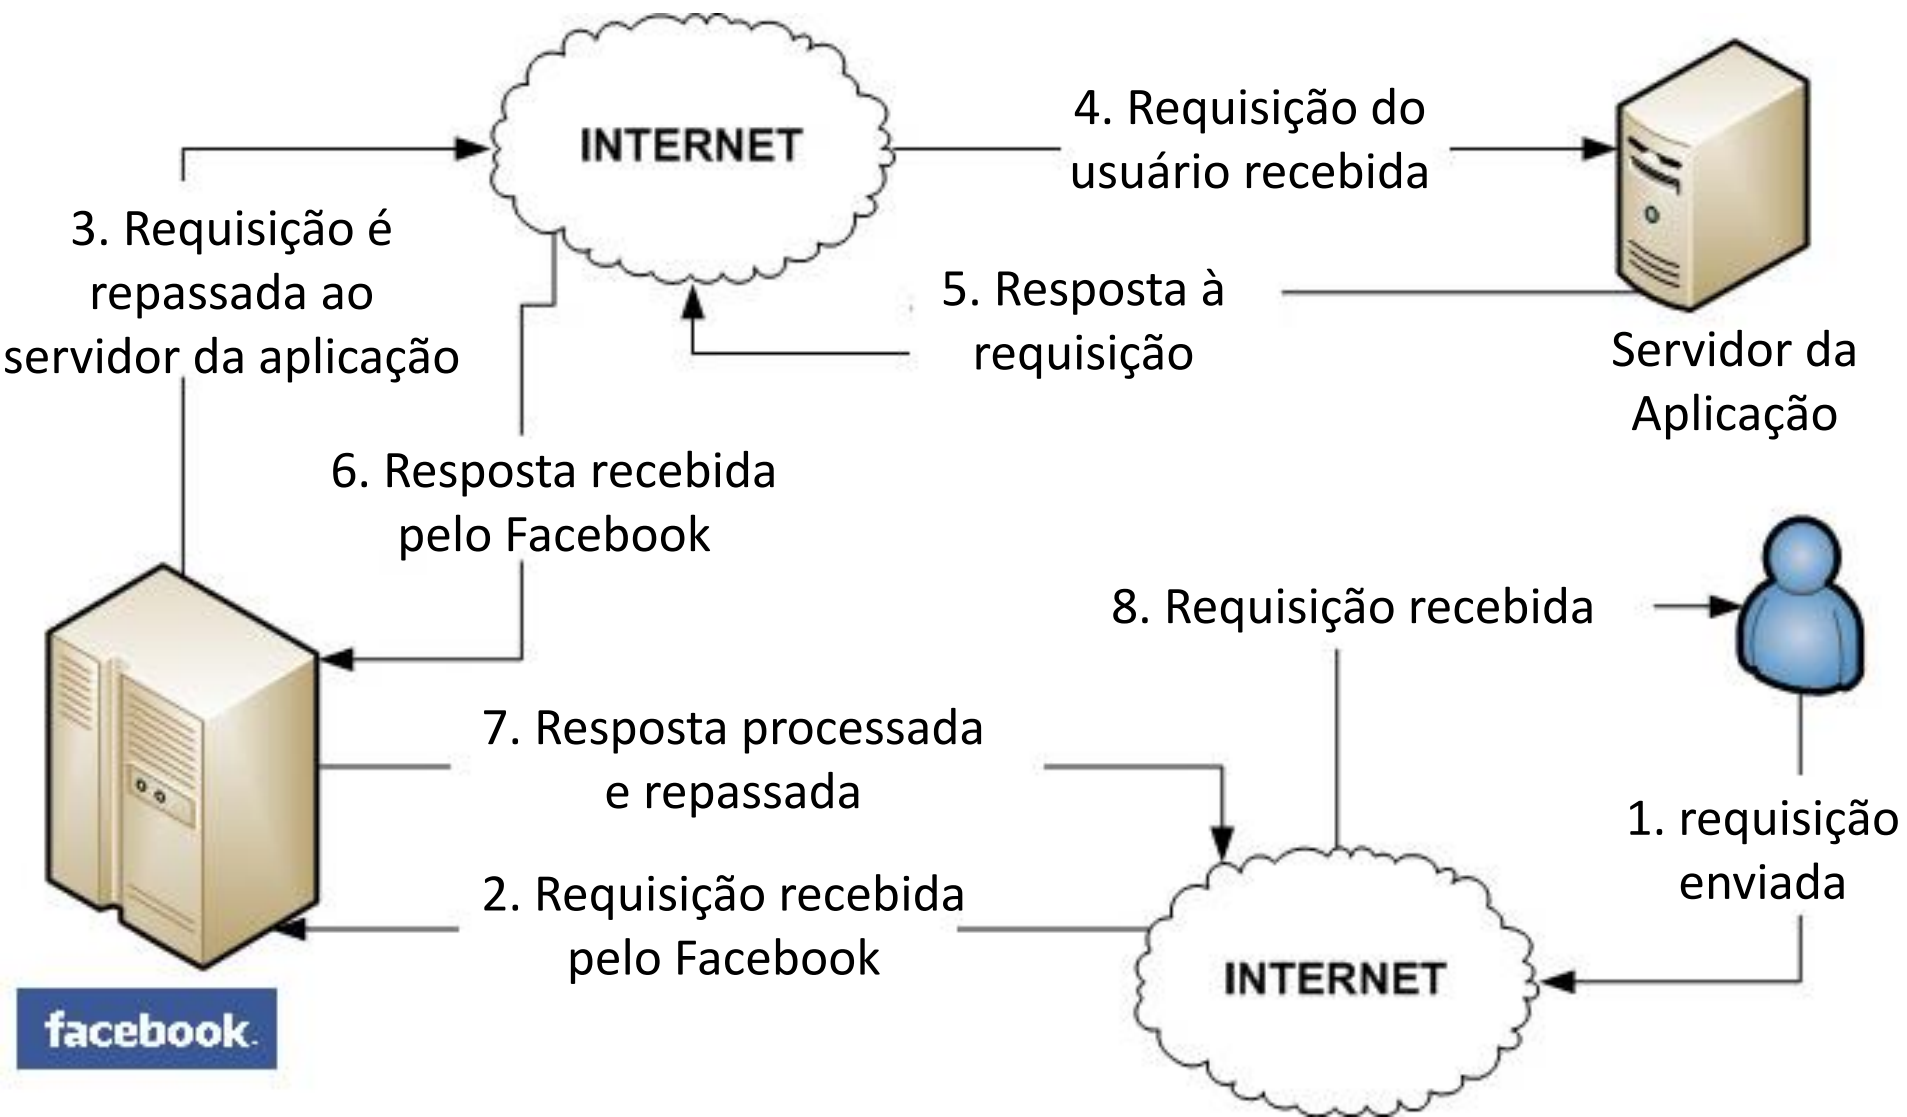 INTERNET
4. Requisição do
usuário recebida
3. Requisição é
repassada ao
servidor da aplicação
5. Resposta à
requisição
Servidor da
Aplicação
6. Resposta recebida
pelo Facebook
8. Requisição recebida
7. Resposta processada
e repassada
1. requisição
enviada
2. Requisição recebida
pelo Facebook
INTERNET
facebook.